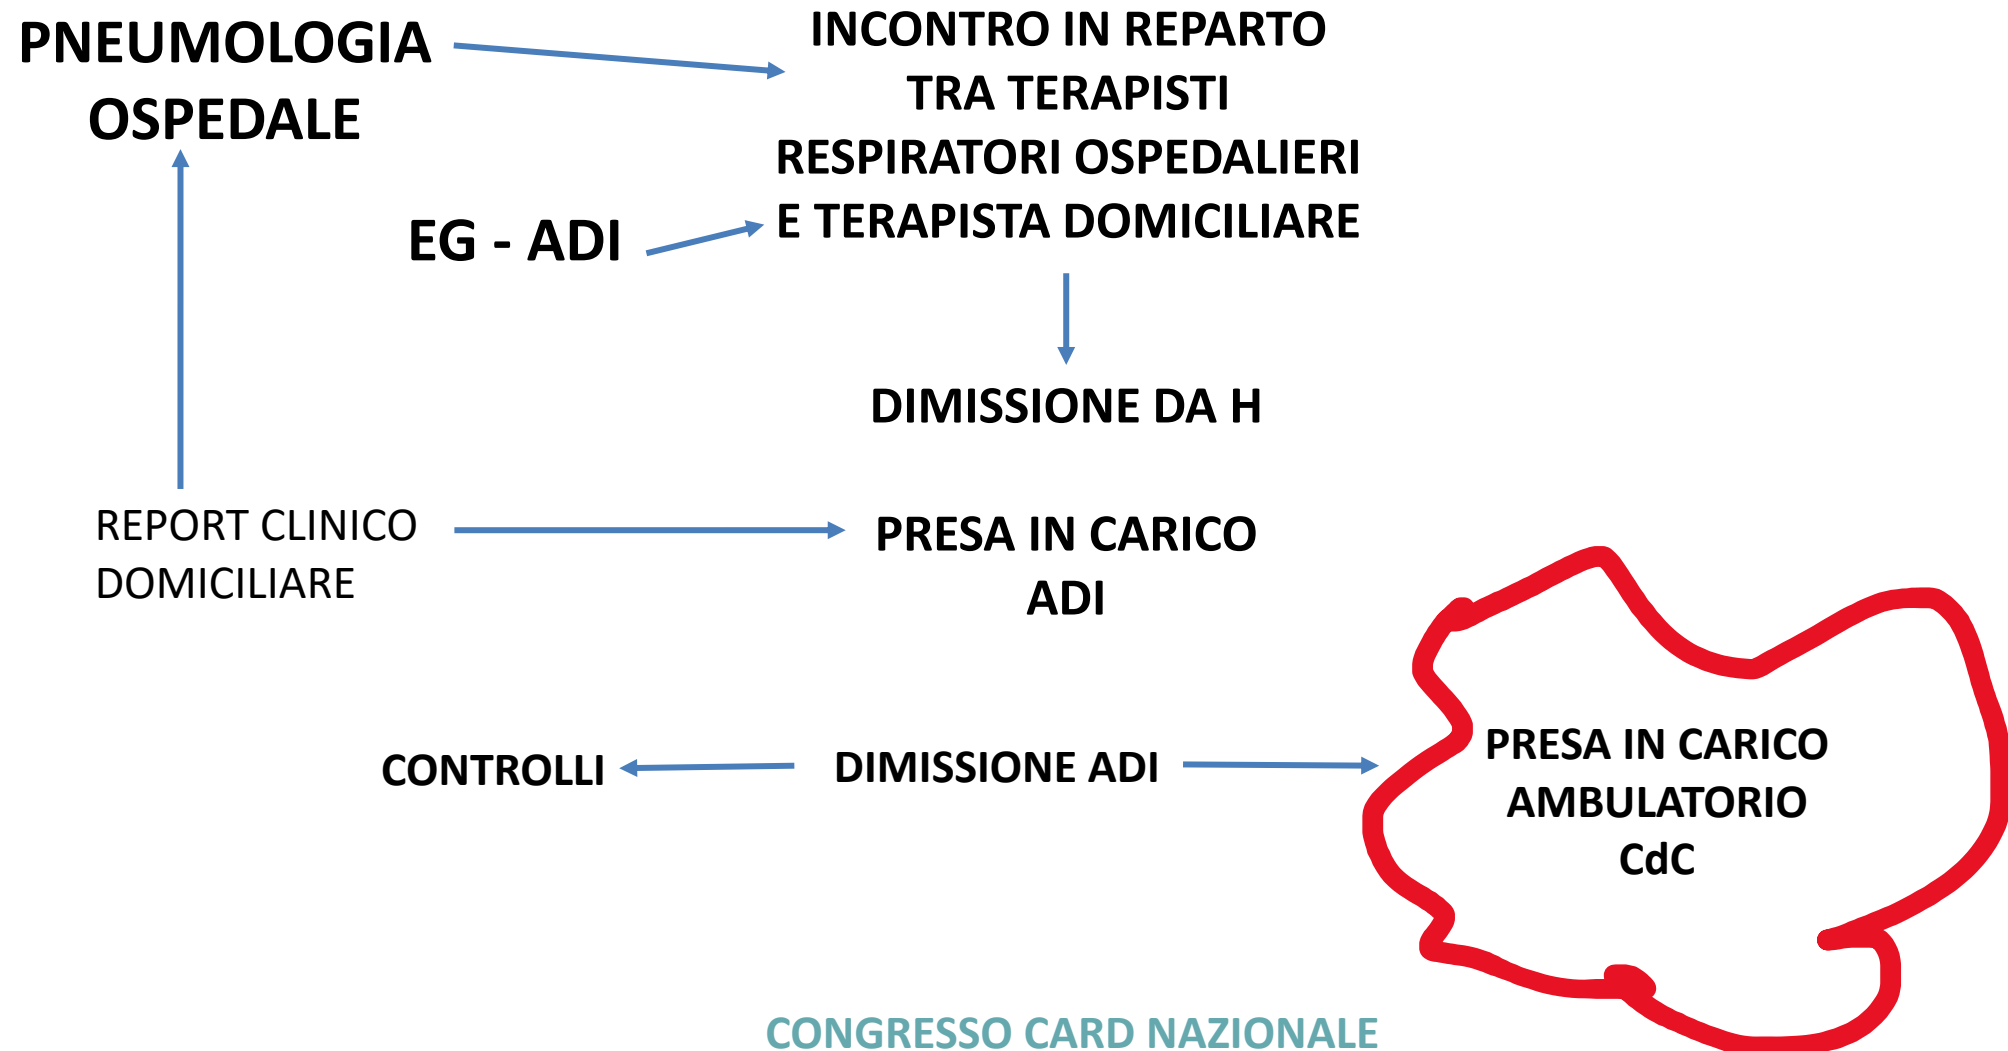 PNEUMOLOGIA
OSPEDALE
INCONTRO IN REPARTO
TRA TERAPISTI
RESPIRATORI OSPEDALIERI
E TERAPISTA DOMICILIARE
EG - ADI
DIMISSIONE DA H
REPORT CLINICO
DOMICILIARE
PRESA IN CARICO
ADI
CONTROLLI
DIMISSIONE ADI
PRESA IN CARICO
AMBULATORIO
CdC
CONGRESSO CARD NAZIONALE